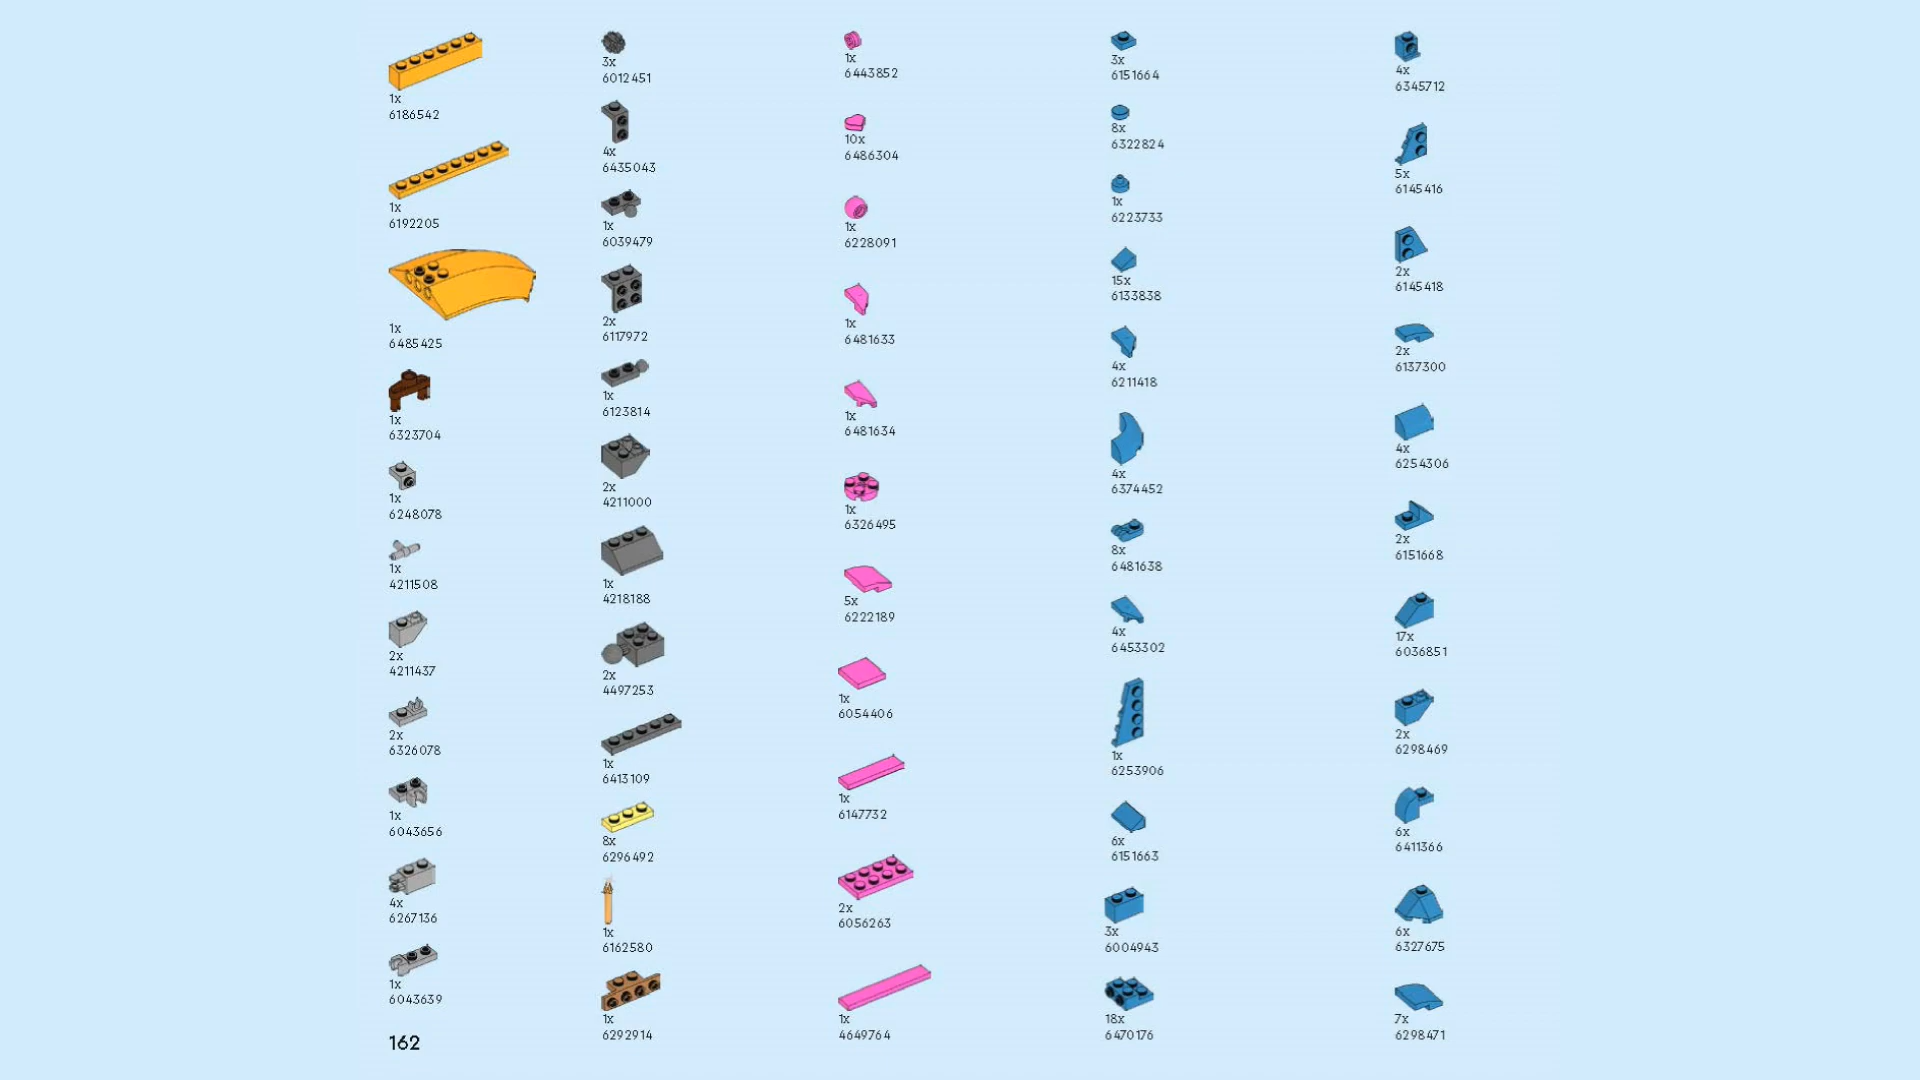 1x
6186542
1x
6192205
1x
6485425
1x
6323704
1x
6248078
1x
4211508
2x
4211437
2x
6326078
1x
6043656
4x
6267136
1x
6043639
162
3x
6012451
4x
6435043
1x
6039479
2x
6117972
1x
6123814
2x
4211000
1x
4218188
2x
4497253
1x
6413109
8x
6296492
1x
6162580
1x
6292914
1x
6443852
10x
6486304
1x
6228091
1x
6481633
1x
6481634
1x
6326495
5x
6222189
1x
6054406
1x
6147732
2x
6056263
1x
4649764
3x
6151664
8x
6322824
1x
6223733
15x
6133838
4x
6211418
4x
6374452
8x
6481638
4x
6453302
1x
6253906
6x
6151663
3x
6004943
18x
6470176
4x
6345712
5x
6145416
2x
6145418
2x
6137300
4x
6254306
2x
6151668
17x
6036851
2x
6298469
6x
6411366
6x
6327675
7x
6298471